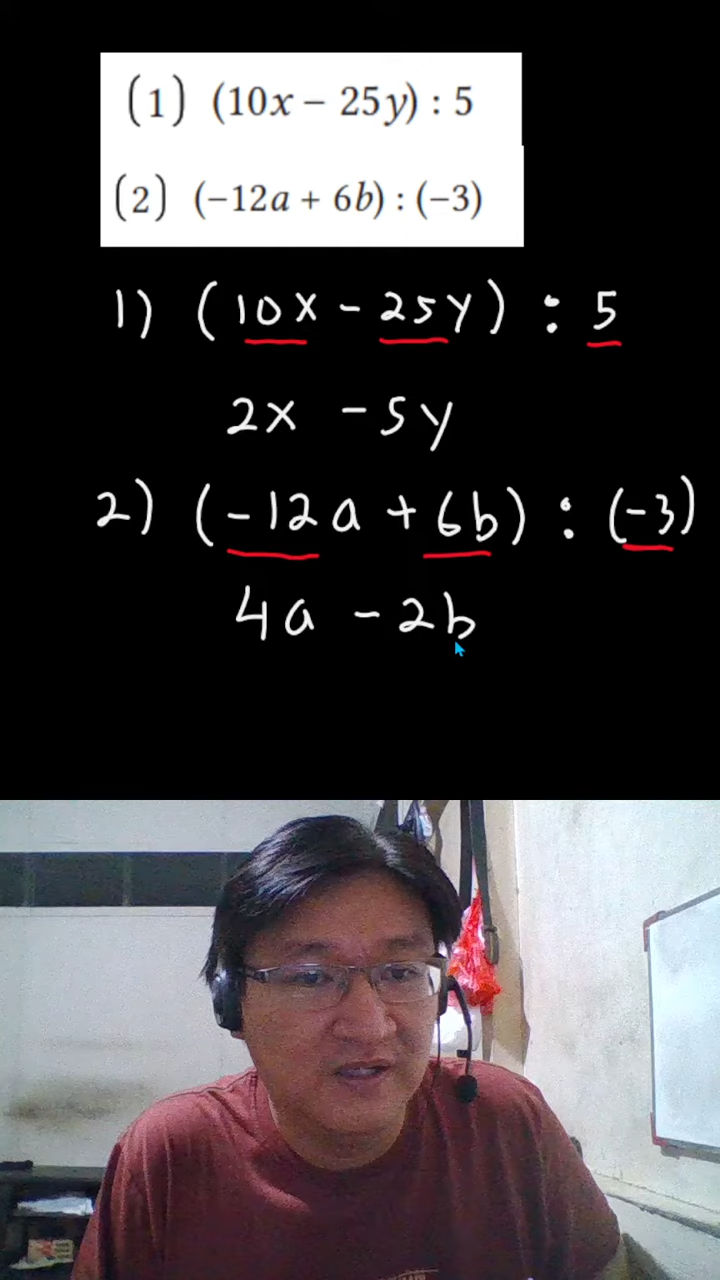 (1) (10x – 25y) : 5
(2) (–12a + 6b) : (–3)
1) (10x - 25y) : 5
2x - 5y
2) (-12a + 6b) : (-3)
4a - 2b